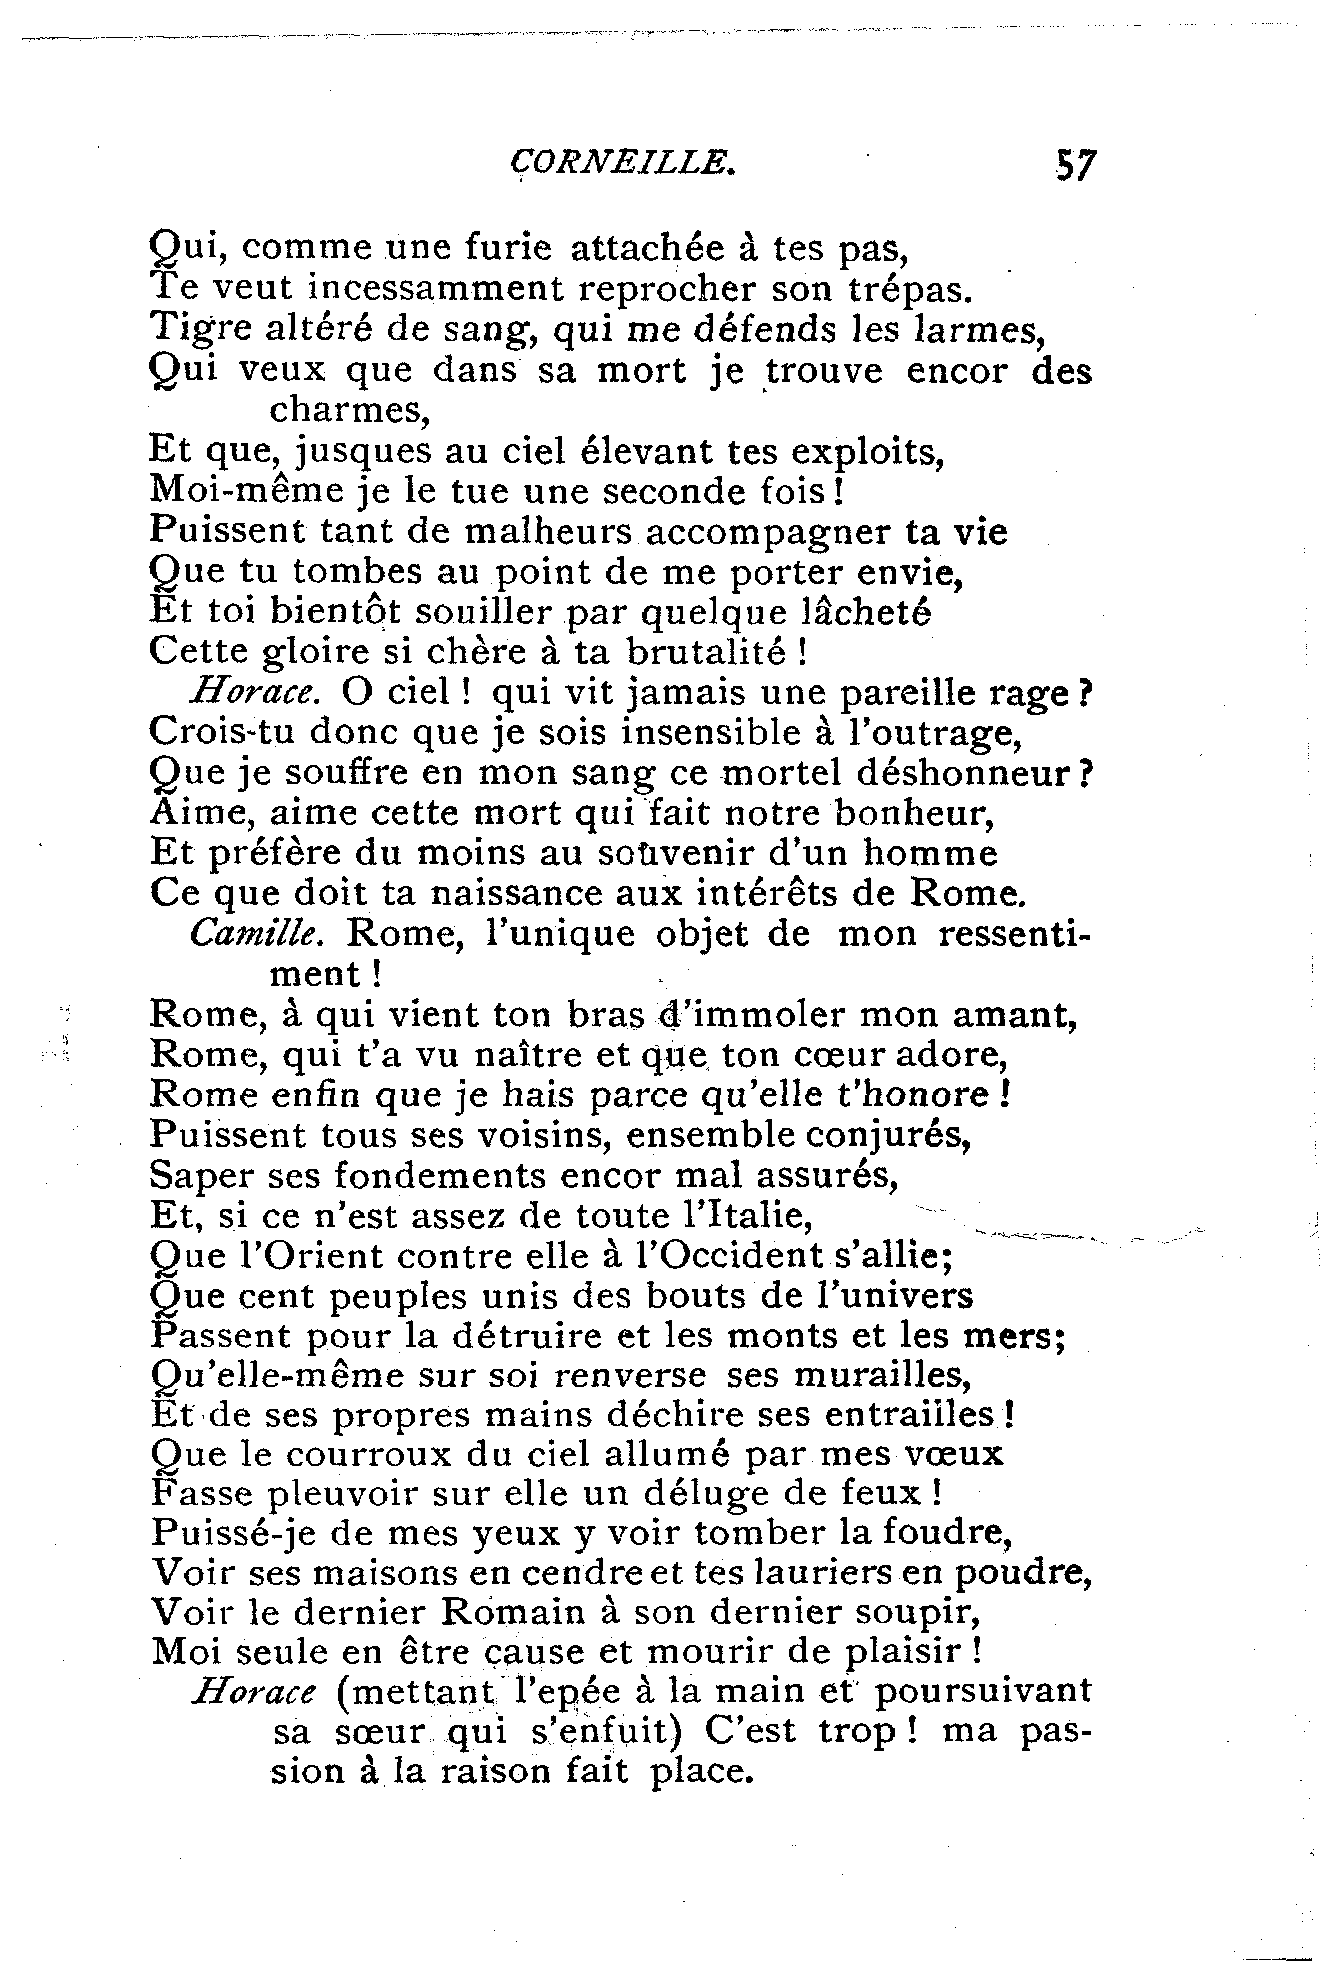 CORNEILLE. 57
Qui, comme une furie attachée à tes pas,
Te veut incessamment reprocher son trépas.
Tigre altéré de sang, qui me défends les larmes,
Qui veux que dans sa mort je trouve encor des
charmes,
Et que, jusques au ciel élevant tes exploits,
Moi-même je le tue une seconde fois !
Puissent tant de malheurs accompagner ta vie
Que tu tombes au point de me porter envie,
Et toi bientôt souiller par quelque lâcheté
Cette gloire si chère à ta brutalité !
Horace. O ciel ! qui vit jamais une pareille rage ?
Crois-tu donc que je sois insensible à l'outrage,
Que je souffre en mon sang ce mortel déshonneur ?
Aime, aime cette mort qui fait notre bonheur,
Et préfère du moins au souvenir d'un homme
Ce que doit ta naissance aux intérêts de Rome.
Camille. Rome, l'unique objet de mon ressenti-
ment !
Rome, à qui vient ton bras d'immoler mon amant,
Rome, qui t'a vu naître et que ton cœur adore,
Rome enfin que je hais parce qu'elle t'honore !
Puissent tous ses voisins, ensemble conjurés,
Saper ses fondements encor mal assurés,
Et, si ce n'est assez de toute l'Italie,
Que l'Orient contre elle à l'Occident s'allie;
Que cent peuples unis des bouts de l'univers
Passent pour la détruire et les monts et les mers;
Qu'elle-même sur soi renverse ses murailles,
Et de ses propres mains déchire ses entrailles !
Que le courroux du ciel allumé par mes vœux
Fasse pleuvoir sur elle un déluge de feux !
Puissé-je de mes yeux y voir tomber la foudre,
Voir ses maisons en cendre et tes lauriers en poudre,
Voir le dernier Romain à son dernier soupir,
Moi seule en être cause et mourir de plaisir !
Horace (mettant l'epée à la main et poursuivant
sa sœur qui s'enfuit) C'est trop ! ma pas-
sion à la raison fait place.